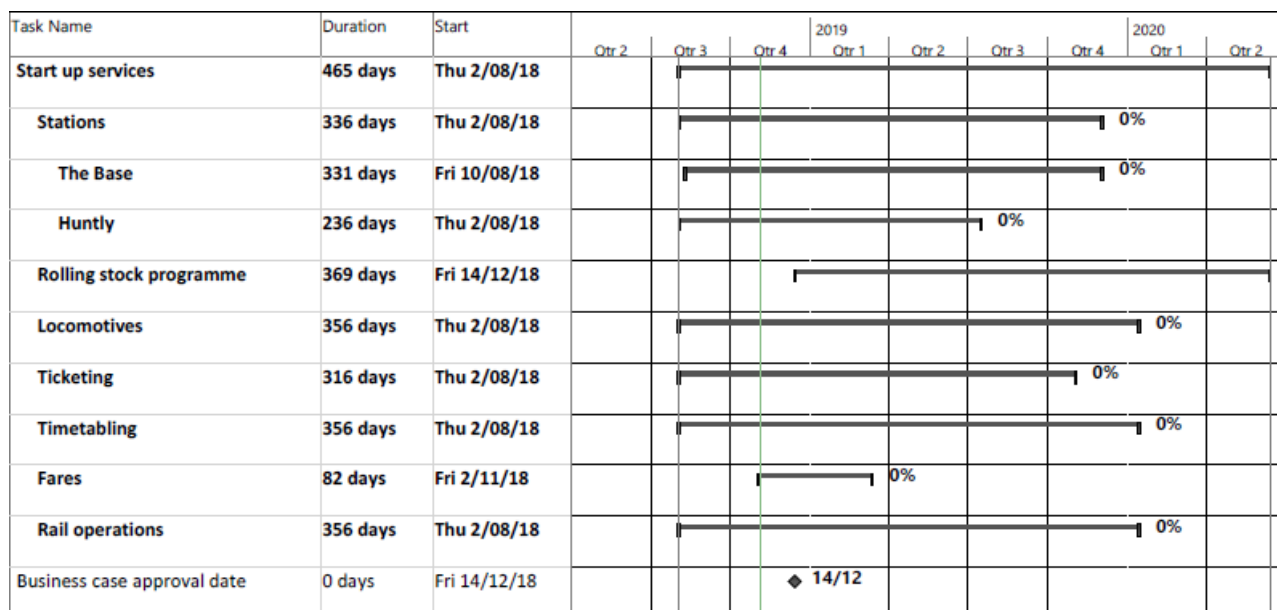 Task Name Duration Start 2019 2020
Qtr 2 Qtr 3 Qtr 4 Qtr 1 Qtr 2 Qtr 3 Qtr 4 Qtr 1 Qtr 2
Start up services 465 days Thu 2/08/18
Stations 336 days Thu 2/08/18 0%
The Base 331 days Fri 10/08/18 0%
Huntly 236 days Thu 2/08/18 0%
Rolling stock programme 369 days Fri 14/12/18
Locomotives 356 days Thu 2/08/18 0%
Ticketing 316 days Thu 2/08/18 0%
Timetabling 356 days Thu 2/08/18 0%
Fares 82 days Fri 2/11/18 0%
Rail operations 356 days Thu 2/08/18 0%
Business case approval date 0 days Fri 14/12/18 14/12